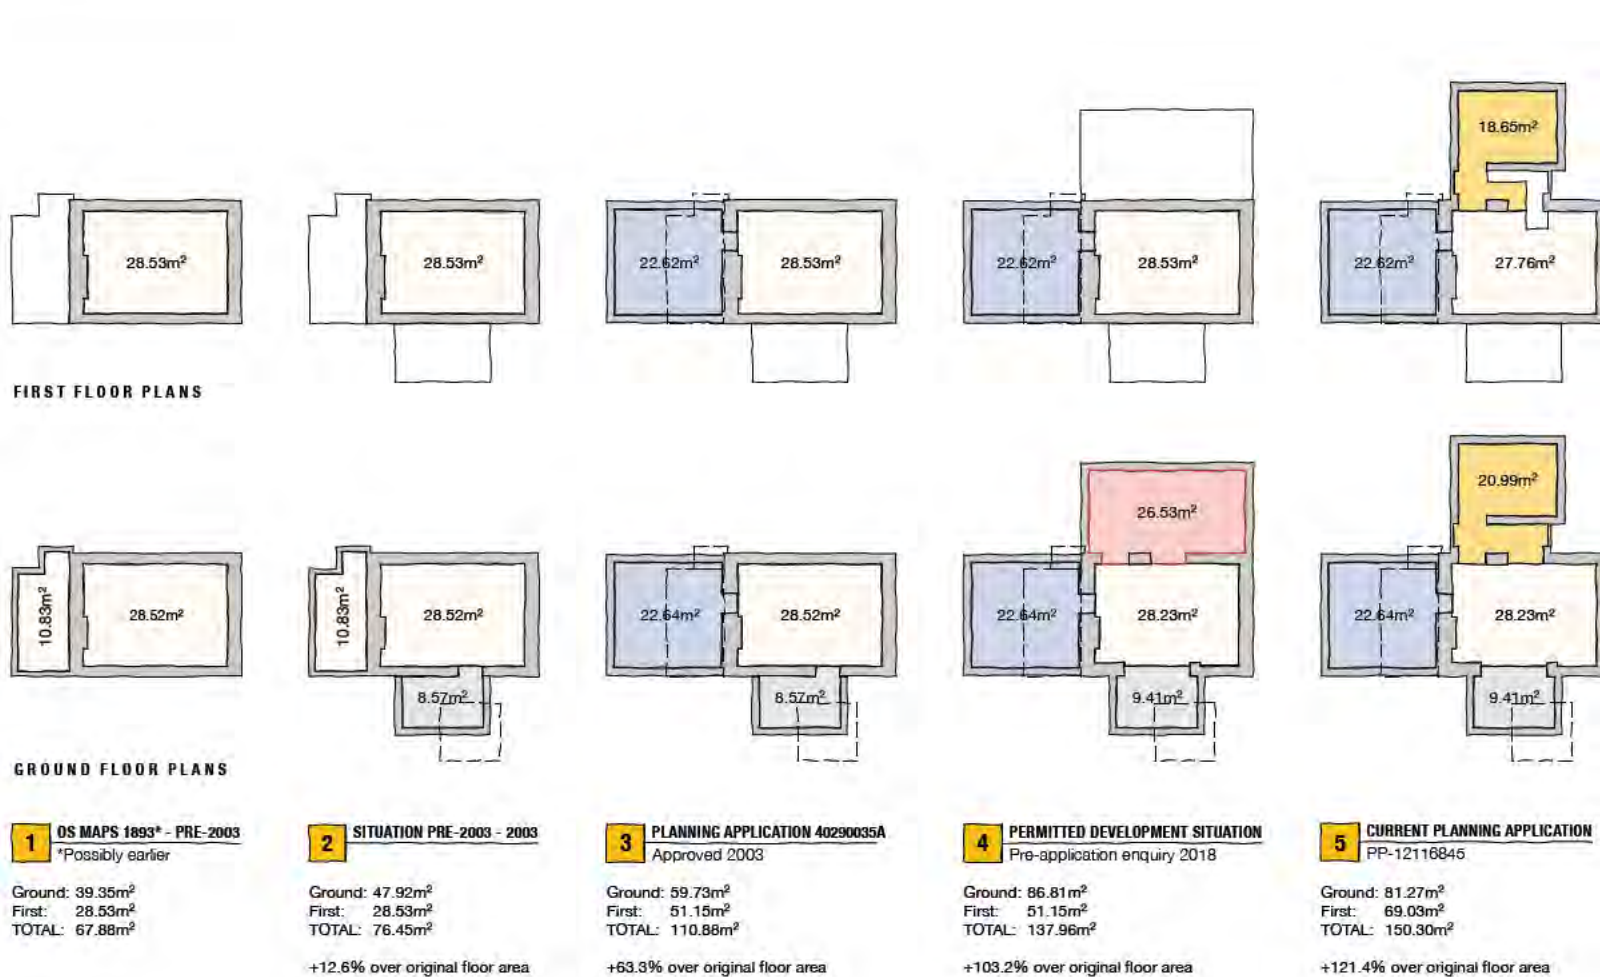 18.65m²
28.53m²
28.53m²
22.62m²
28.53m²
22.62m²
28.53m²
22.62m²
27.76m²
FIRST FLOOR PLANS
20.99m²
26.53m²
10.83m²
28.52m²
10.83m²
28.52m²
22.64m²
28.52m²
22.64m²
28.23m²
22.64m²
28.23m²
8.57m²
8.57m²
9.41m²
9.41m²
GROUND FLOOR PLANS
1
OS MAPS 1893* - PRE-2003
*Possibly earlier
Ground: 39.35m²
First: 28.53m²
TOTAL: 67.88m²
2
SITUATION PRE-2003 - 2003
Ground: 47.92m²
First: 28.53m²
TOTAL: 76.45m²
+12.6% over original floor area
3
PLANNING APPLICATION 40290035A
Approved 2003
Ground: 59.73m²
First: 51.15m²
TOTAL: 110.88m²
+63.3% over original floor area
4
PERMITTED DEVELOPMENT SITUATION
Pre-application enquiry 2018
Ground: 86.81m²
First: 51.15m²
TOTAL: 137.96m²
+103.2% over original floor area
5
CURRENT PLANNING APPLICATION
PP-12116845
Ground: 81.27m²
First: 69.03m²
TOTAL: 150.30m²
+121.4% over original floor area